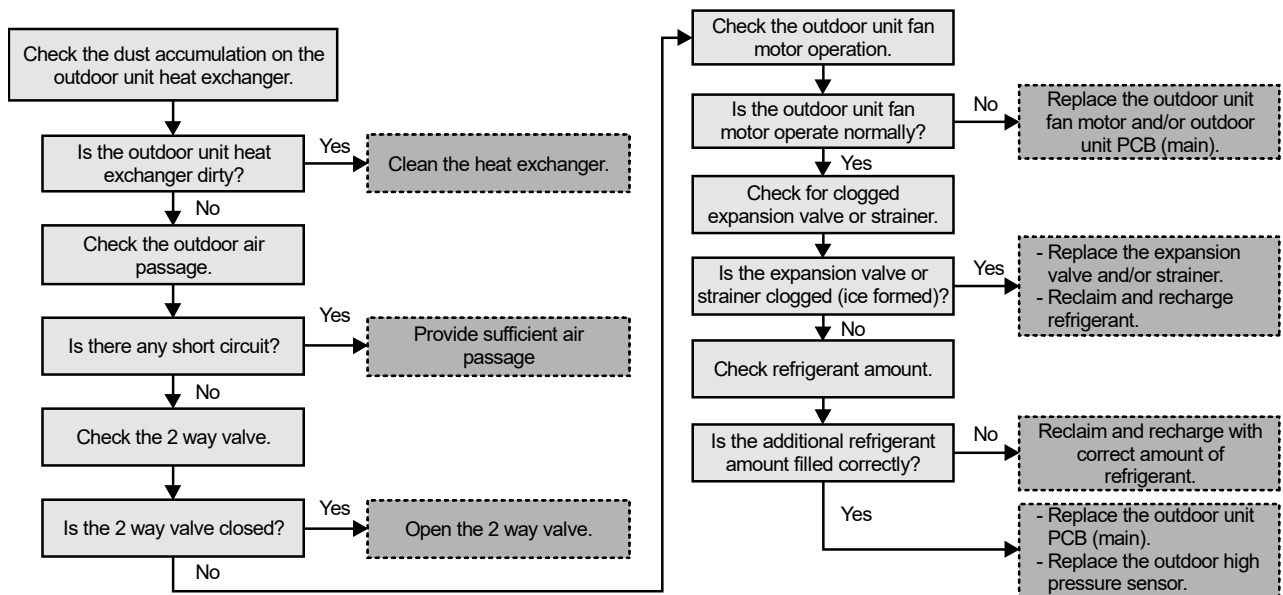 Check the dust accumulation on the
outdoor unit heat exchanger.
Is the outdoor unit heat
exchanger dirty?
Yes
Clean the heat exchanger.
No
Check the outdoor air
passage.
Is there any short circuit?
Yes
Provide sufficient air
passage
No
Check the 2 way valve.
Is the 2 way valve closed?
Yes
Open the 2 way valve.
No
Check the outdoor unit fan
motor operation.
Is the outdoor unit fan
motor operate normally?
No
Replace the outdoor unit
fan motor and/or outdoor
unit PCB (main).
Yes
Check for clogged
expansion valve or strainer.
Is the expansion valve or
strainer clogged (ice formed)?
Yes
- Replace the expansion
valve and/or strainer.
- Reclaim and recharge
refrigerant.
No
Check refrigerant amount.
Is the additional refrigerant
amount filled correctly?
No
Reclaim and recharge with
correct amount of
refrigerant.
Yes
- Replace the outdoor unit
PCB (main).
- Replace the outdoor high
pressure sensor.